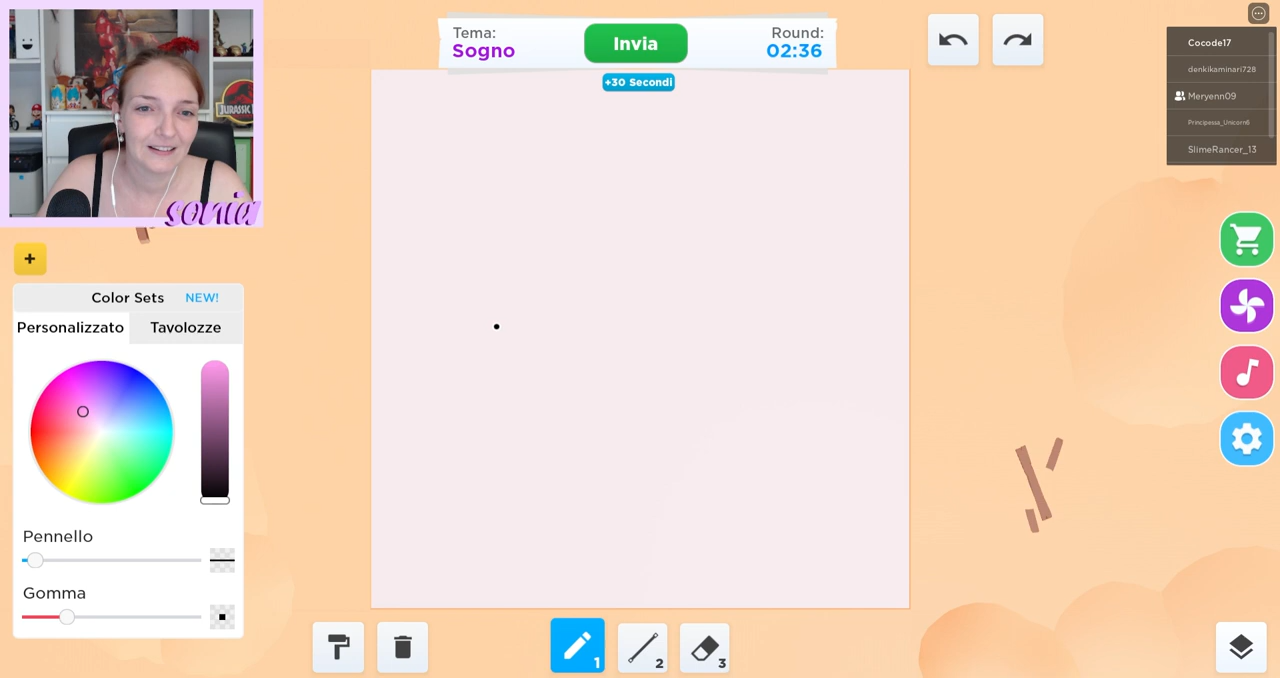 Tema:
Sogno
Invia
Round:
02:36
+30 Secondi
Cocode17
denkikaminari728
Meryenn09
Principessa_Unicorn6
SlimeRancer_13
JURASSIC
sonia
+
Color Sets NEW!
Personalizzato Tavolozze
Pennello
Gomma
1
2
3